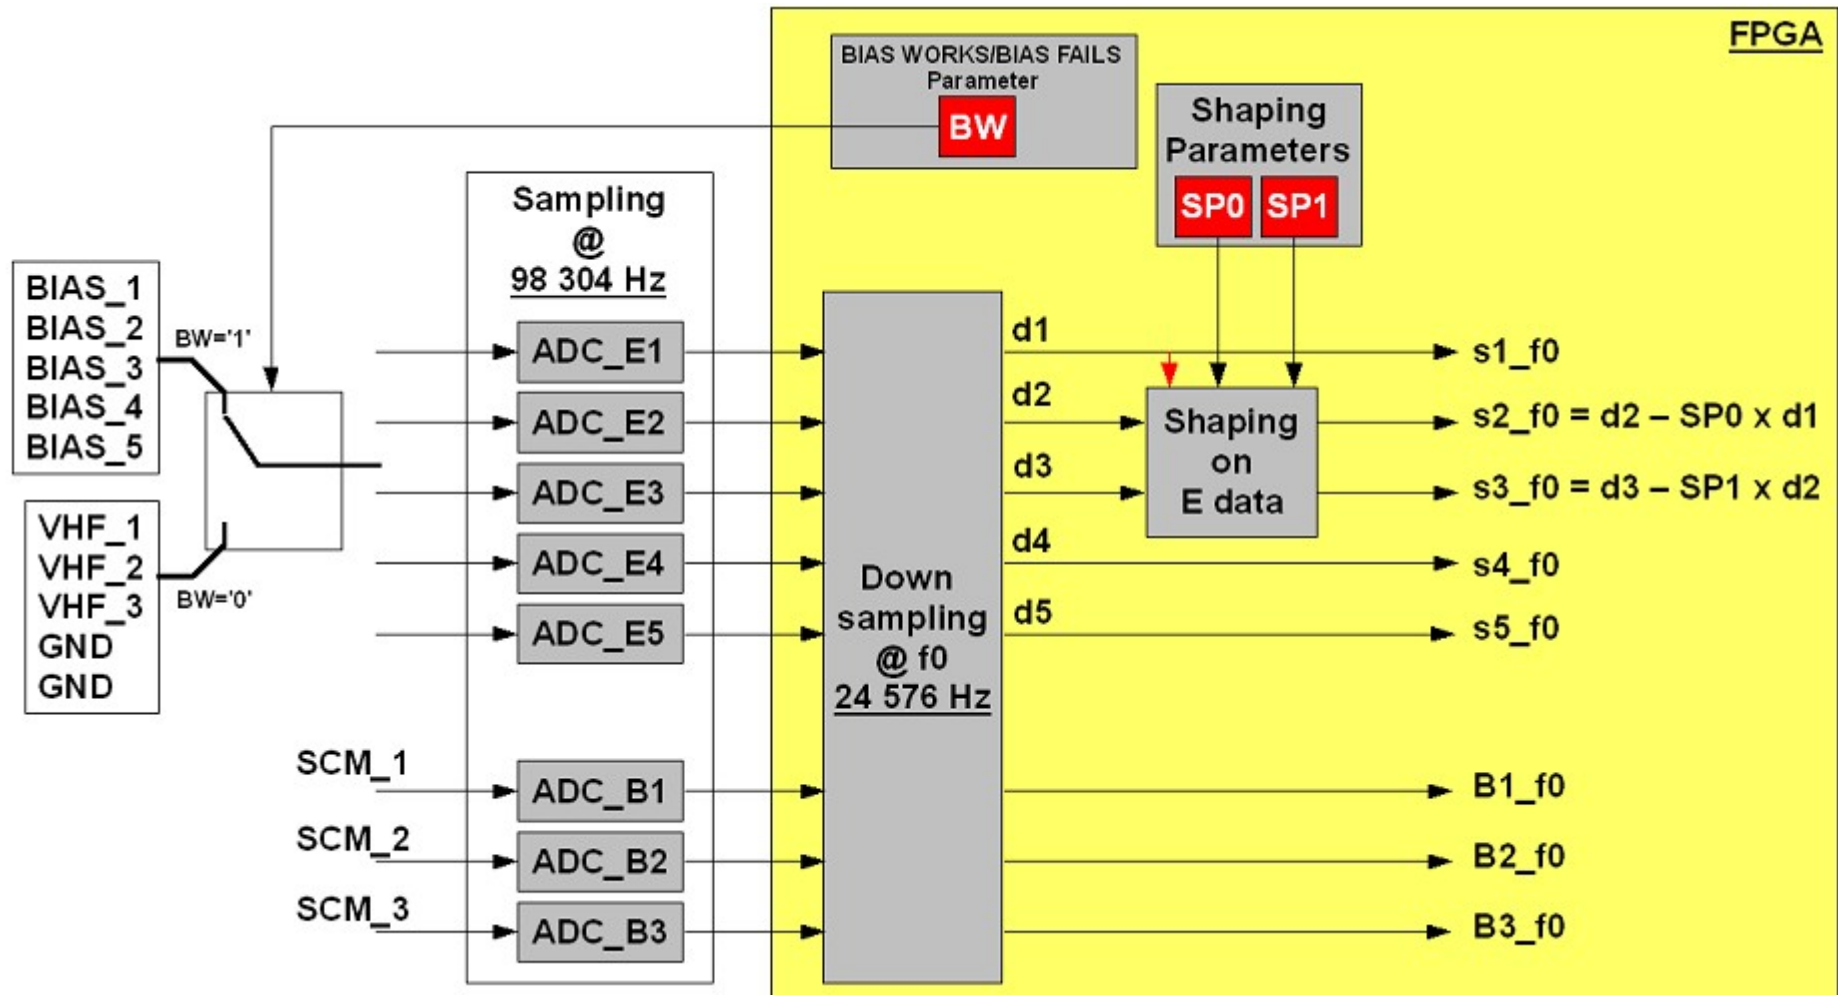 FPGA
BIAS WORKS/BIAS FAILS
Parameter
BW
Shaping
Parameters
SP0 SP1
Sampling
@
98 304 Hz
BIAS_1
BIAS_2
BIAS_3
BIAS_4
BIAS_5
BW='1'
VHF_1
VHF_2
VHF_3
GND
GND
BW='0'
ADC_E1
ADC_E2
ADC_E3
ADC_E4
ADC_E5
SCM_1
SCM_2
SCM_3
ADC_B1
ADC_B2
ADC_B3
Down
sampling
@ f0
24 576 Hz
d1
d2
d3
d4
d5
Shaping
on
E data
s1_f0
s2_f0 = d2 – SP0 x d1
s3_f0 = d3 – SP1 x d2
s4_f0
s5_f0
B1_f0
B2_f0
B3_f0